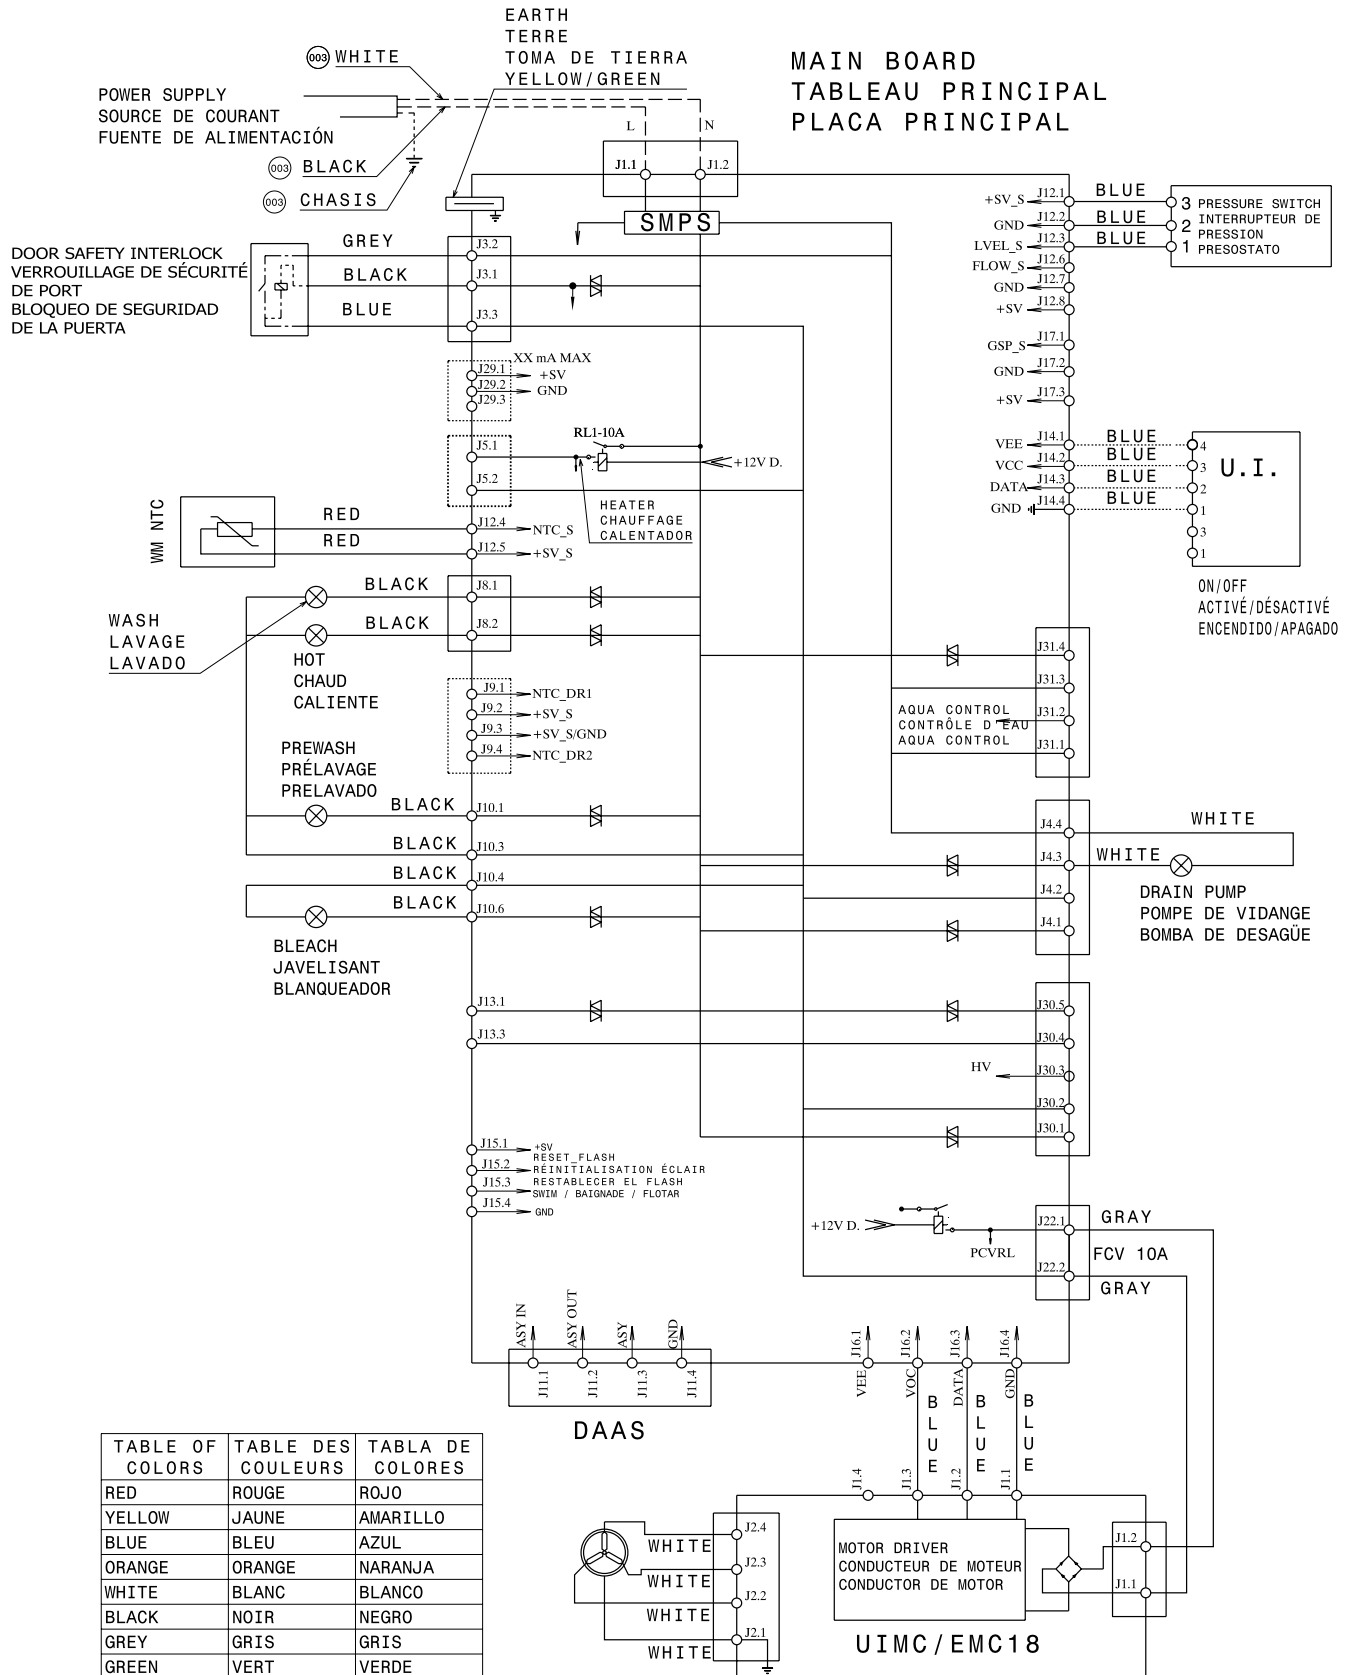 EARTH
TERRE
TOMA DE TIERRA
YELLOW/GREEN
003 WHITE
MAIN BOARD
TABLEAU PRINCIPAL
PLACA PRINCIPAL
POWER SUPPLY
SOURCE DE COURANT
FUENTE DE ALIMENTACIÓN
003 BLACK
003 CHASIS
L N
J1.1 J1.2
SMPS
DOOR SAFETY INTERLOCK
VERROUILLAGE DE SÉCURITÉ
DE PORT
BLOQUEO DE SEGURIDAD
DE LA PUERTA
GREY J3.2
BLACK J3.1
BLUE J3.3
XX mA MAX
J29.1 +SV
J29.2 GND
J29.3
J5.1
J5.2
RL1-10A
+12V D.
HEATER
CHAUFFAGE
CALENTADOR
WM NTC
RED J12.4 NTC_S
RED J12.5 +SV_S
BLACK J8.1
BLACK J8.2
WASH
LAVAGE
LAVADO
HOT
CHAUD
CALIENTE
J9.1 NTC_DR1
J9.2 +SV_S
J9.3 +SV_S/GND
J9.4 NTC_DR2
PREWASH
PRÉLAVAGE
PRELAVADO
BLACK J10.1
BLACK J10.3
BLACK J10.4
BLACK J10.6
BLEACH
JAVELISANT
BLANQUEADOR
J13.1
J13.3
J15.1 +SV
RESET_FLASH
J15.2 RÉINITIALISATION ÉCLAIR
RESTABLECER EL FLASH
J15.3 SWIM / BAIGNADE / FLOTAR
J15.4 GND
+SV_S J12.1 BLUE 3
GND J12.2 BLUE 2
LVEL_S J12.3 BLUE 1
PRESSURE SWITCH
INTERRUPTEUR DE
PRESSION
PRESOSTATO
FLOW_S J12.6
GND J12.7
+SV J12.8
GSP_S J17.1
GND J17.2
+SV J17.3
VEE J14.1 BLUE 4
VCC J14.2 BLUE 3
DATA J14.3 BLUE 2
GND J14.4 BLUE 1
3
1
U.I.
ON/OFF
ACTIVÉ/DÉSACTIVÉ
ENCENDIDO/APAGADO
J31.4
J31.3
J31.2
J31.1
AQUA CONTROL
CONTRÔLE D'EAU
AQUA CONTROL
J4.4 WHITE
J4.3 WHITE
J4.2
J4.1
DRAIN PUMP
POMPE DE VIDANGE
BOMBA DE DESAGÜE
J30.5
J30.4
HV J30.3
J30.2
J30.1
+12V D.
PCVRL
J22.1 GRAY
FCV 10A
J22.2 GRAY
ASY IN
ASY OUT
ASY
GND
J11.1
J11.2
J11.3
J11.4
DAAS
J16.1
J16.2
J16.3
J16.4
VEE
VOC
DATA
GND
BLUE
BLUE
BLUE
J1.4
J1.3
J1.2
J1.1
MOTOR DRIVER
CONDUCTEUR DE MOTEUR
CONDUCTOR DE MOTOR
J1.2
J1.1
UIMC/EMC18
WHITE J2.4
WHITE J2.3
WHITE J2.2
WHITE J2.1
TABLE OF COLORS TABLE DES COULEURS TABLA DE COLORES
RED ROUGE ROJO
YELLOW JAUNE AMARILLO
BLUE BLEU AZUL
ORANGE ORANGE NARANJA
WHITE BLANC BLANCO
BLACK NOIR NEGRO
GREY GRIS GRIS
GREEN VERT VERDE